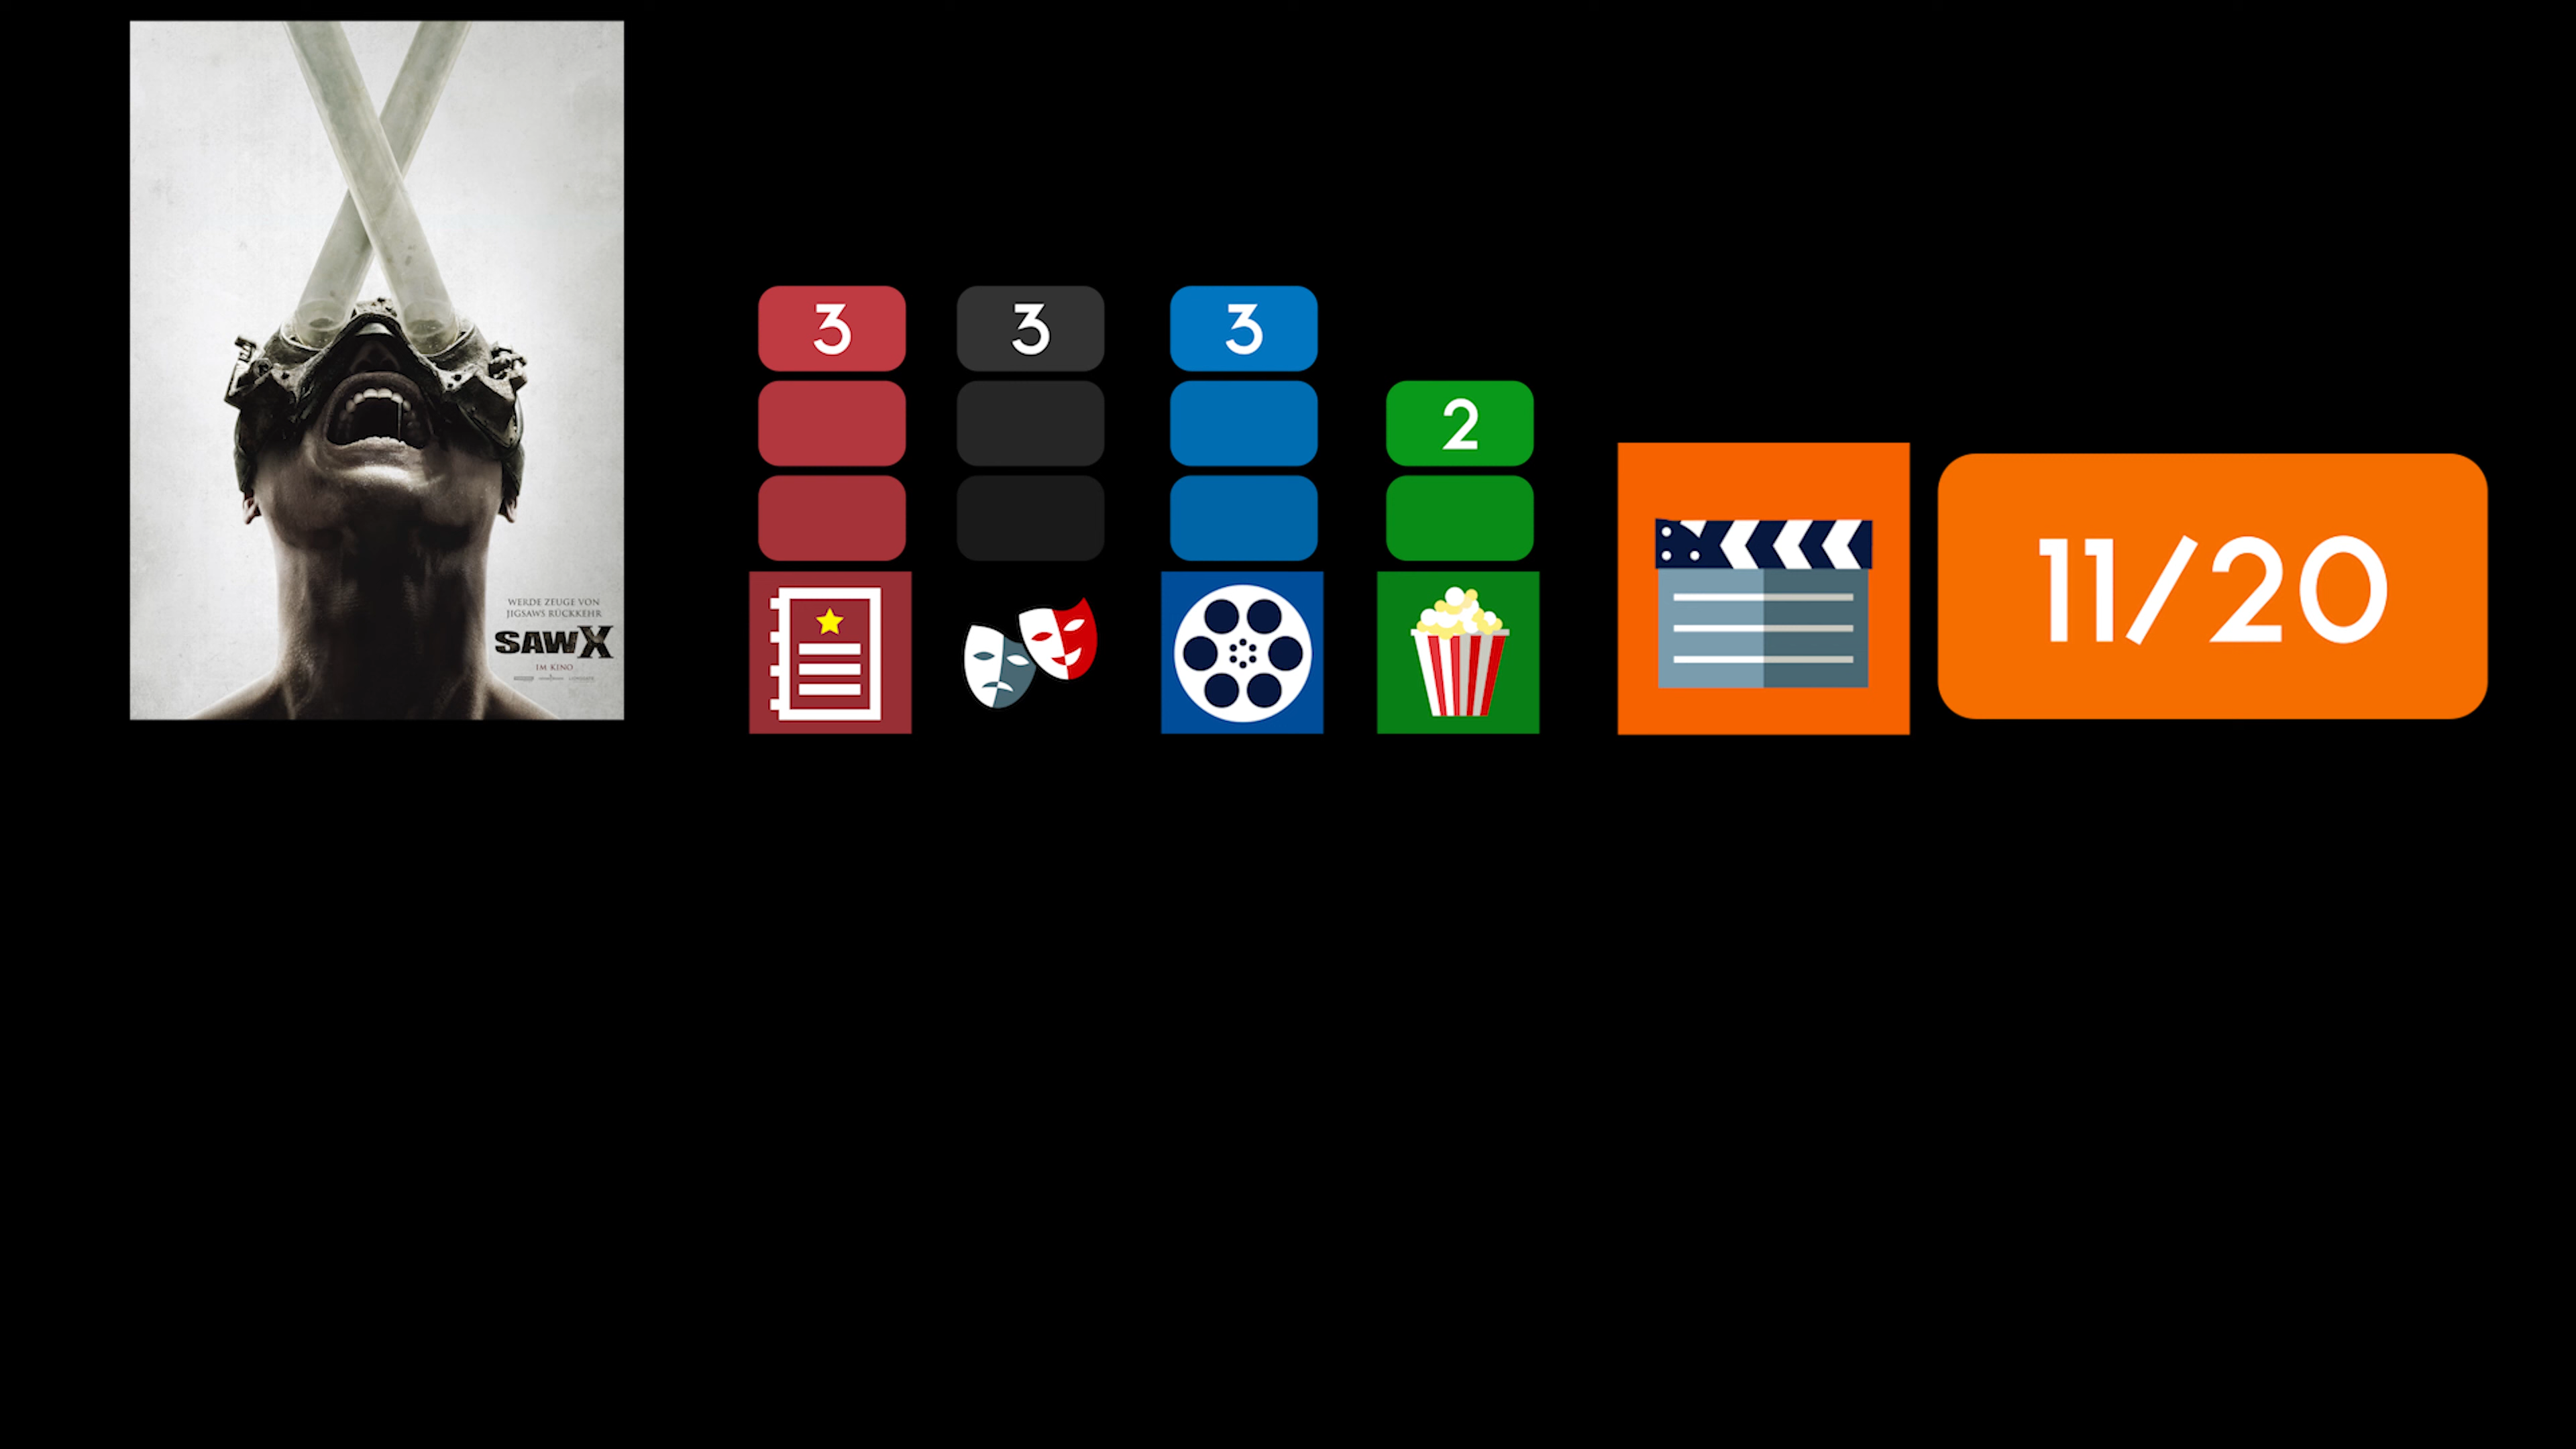 WERDE ZEUGE VON
JIGSAWS RÜCKKEHR
SAW X
IM KINO
3
3
3
2
11/20